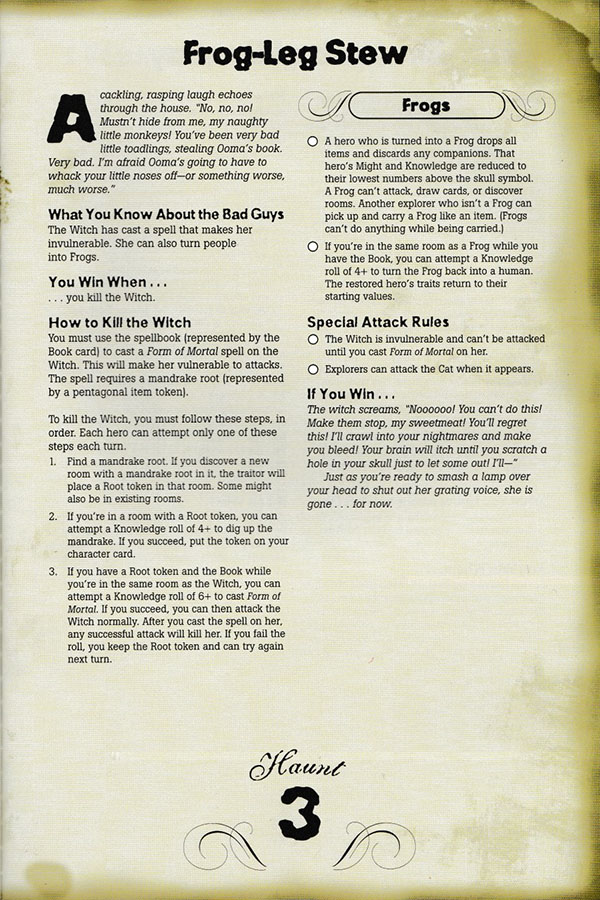 Frog-Leg Stew
A cackling, rasping laugh echoes
through the house. "No, no, no!
Mustn't hide from me, my naughty
little monkeys! You've been very bad
little toadlings, stealing Ooma's book.
Very bad. I'm afraid Ooma's going to have to
whack your little noses off—or something worse,
much worse."
What You Know About the Bad Guys
The Witch has cast a spell that makes her
invulnerable. She can also turn people
into Frogs.
You Win When . . .
. . . you kill the Witch.
How to Kill the Witch
You must use the spellbook (represented by the
Book card) to cast a Form of Mortal spell on the
Witch. This will make her vulnerable to attacks.
The spell requires a mandrake root (represented
by a pentagonal item token).
To kill the Witch, you must follow these steps, in
order. Each hero can attempt only one of these
steps each turn.
1. Find a mandrake root. If you discover a new
room with a mandrake root in it, the traitor will
place a Root token in that room. Some might
also be in existing rooms.
2. If you're in a room with a Root token, you can
attempt a Knowledge roll of 4+ to dig up the
mandrake. If you succeed, put the token on your
character card.
3. If you have a Root token and the Book while
you're in the same room as the Witch, you can
attempt a Knowledge roll of 6+ to cast Form of
Mortal. If you succeed, you can then attack the
Witch normally. After you cast the spell on her,
any successful attack will kill her. If you fail the
roll, you keep the Root token and can try again
next turn.
Frogs
A hero who is turned into a Frog drops all
items and discards any companions. That
hero's Might and Knowledge are reduced to
their lowest numbers above the skull symbol.
A Frog can't attack, draw cards, or discover
rooms. Another explorer who isn't a Frog can
pick up and carry a Frog like an item. (Frogs
can't do anything while being carried.)
If you're in the same room as a Frog while you
have the Book, you can attempt a Knowledge
roll of 4+ to turn the Frog back into a human.
The restored hero's traits return to their
starting values.
Special Attack Rules
The Witch is invulnerable and can't be attacked
until you cast Form of Mortal on her.
Explorers can attack the Cat when it appears.
If You Win . . .
The witch screams, "Noooooo! You can't do this!
Make them stop, my sweetmeat! You'll regret
this! I'll crawl into your nightmares and make
you bleed! Your brain will itch until you scratch a
hole in your skull just to let some out! I'll—"
Just as you're ready to smash a lamp over
your head to shut out her grating voice, she is
gone . . . for now.
Haunt
3